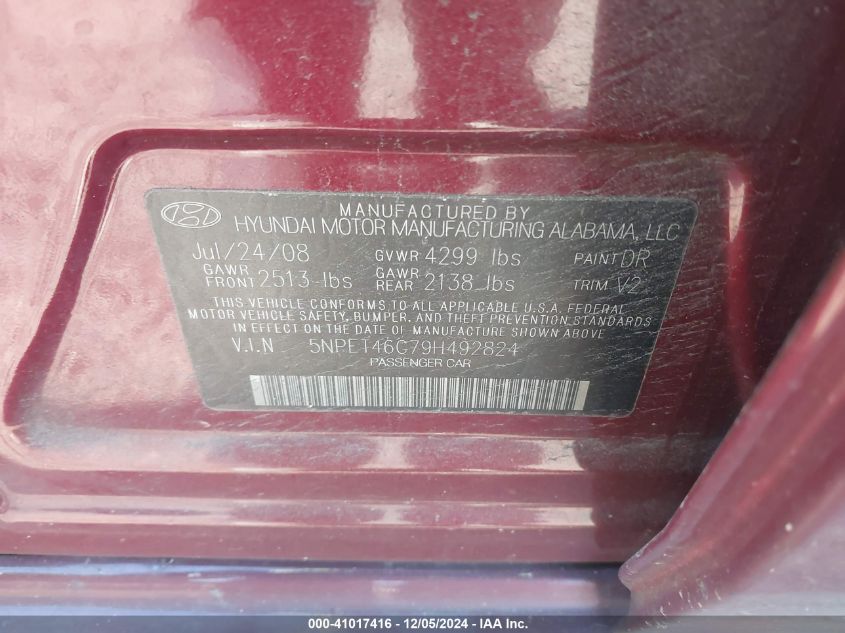 MANUFACTURED BY
HYUNDAI MOTOR MANUFACTURING ALABAMA, LLC
Jul/24/08 GVWR 4299 lbs PAINT DR
GAWR FRONT 2513 lbs GAWR REAR 2138 lbs TRIM V2
THIS VEHICLE CONFORMS TO ALL APPLICABLE U.S.A. FEDERAL
MOTOR VEHICLE SAFETY, BUMPER, AND THEFT PREVENTION STANDARDS
IN EFFECT ON THE DATE OF MANUFACTURE SHOWN ABOVE
V.I.N 5NPET46C79H492824
PASSENGER CAR
000-41017416 - 12/05/2024 - IAA Inc.